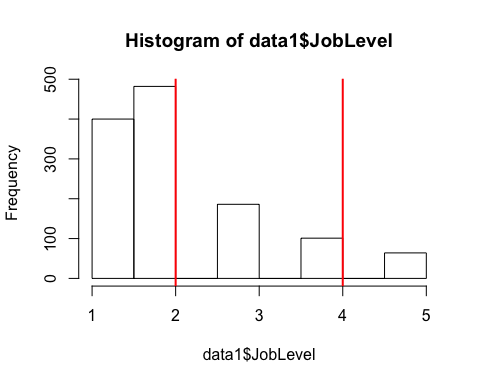 Histogram of data1$JobLevel
Frequency
500
300
100
0
1 2 3 4 5
data1$JobLevel